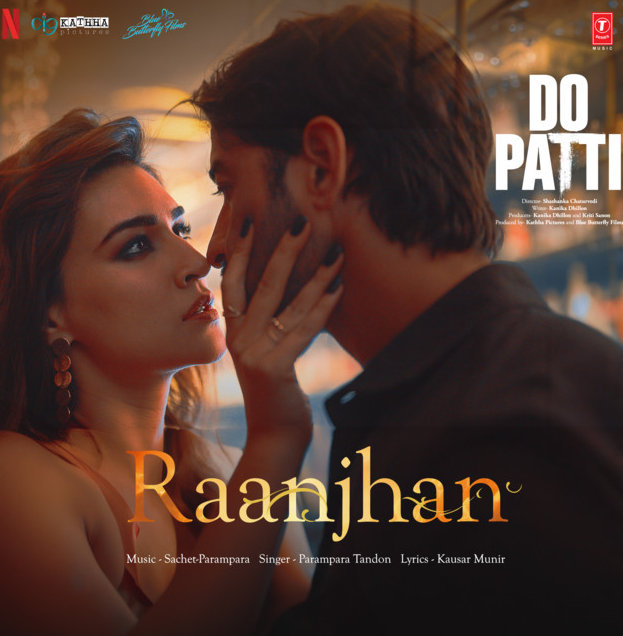 N
KATHHA
pictures
Blue
Butterfly Films
T
SERIES
MUSIC
DO
PATTI
Director- Shashanka Chaturvedi
Writer- Kanika Dhillon
Producers- Kanika Dhillon and Kriti Sanon
Produced by- Kathha Pictures and Blue Butterfly Films
Raanjhan
Music - Sachet-Parampara Singer - Parampara Tandon Lyrics - Kausar Munir